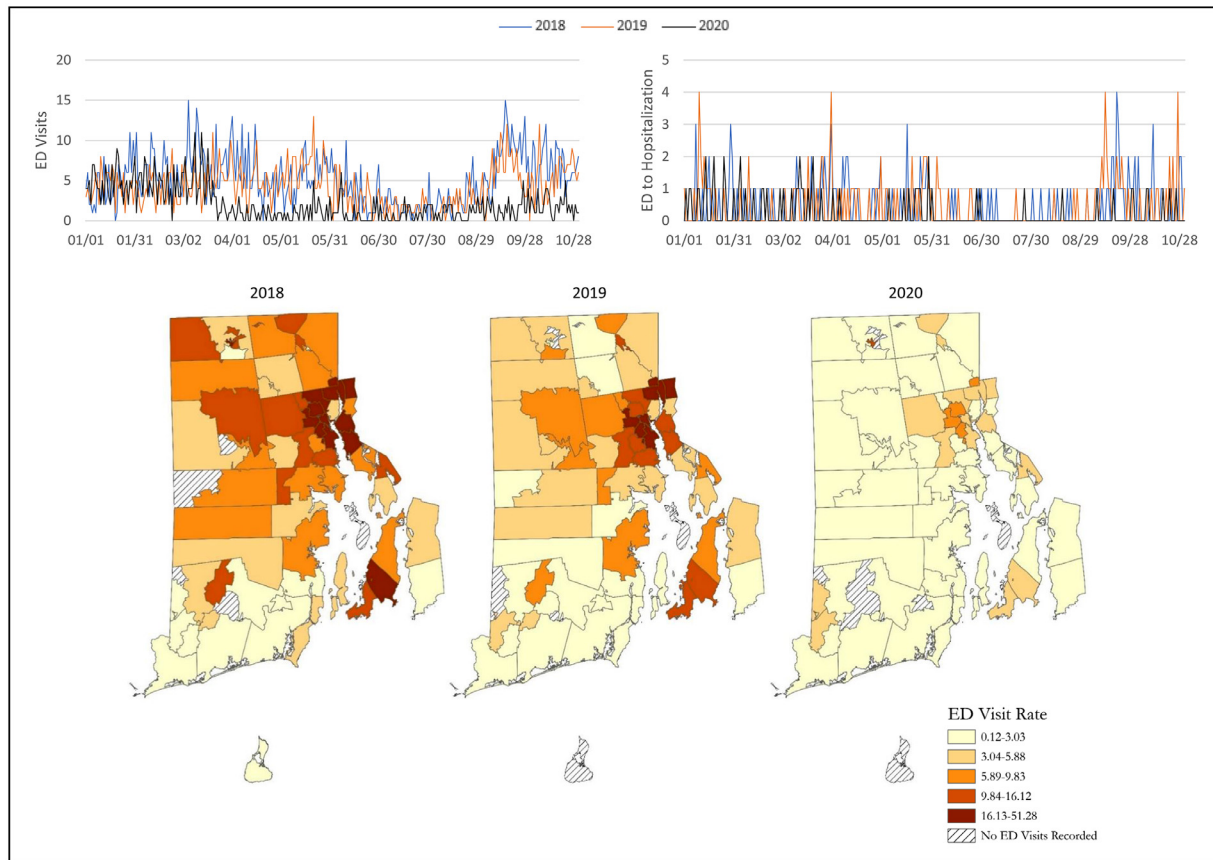 2018 2019 2020
ED Visits
20
15
10
5
0
01/01 01/31 03/02 04/01 05/01 05/31 06/30 07/30 08/29 09/28 10/28
ED to Hopsitalization
5
4
3
2
1
0
01/01 01/31 03/02 04/01 05/01 05/31 06/30 07/30 08/29 09/28 10/28
2018 2019 2020
ED Visit Rate
0.12-3.03
3.04-5.88
5.89-9.83
9.84-16.12
16.13-51.28
No ED Visits Recorded